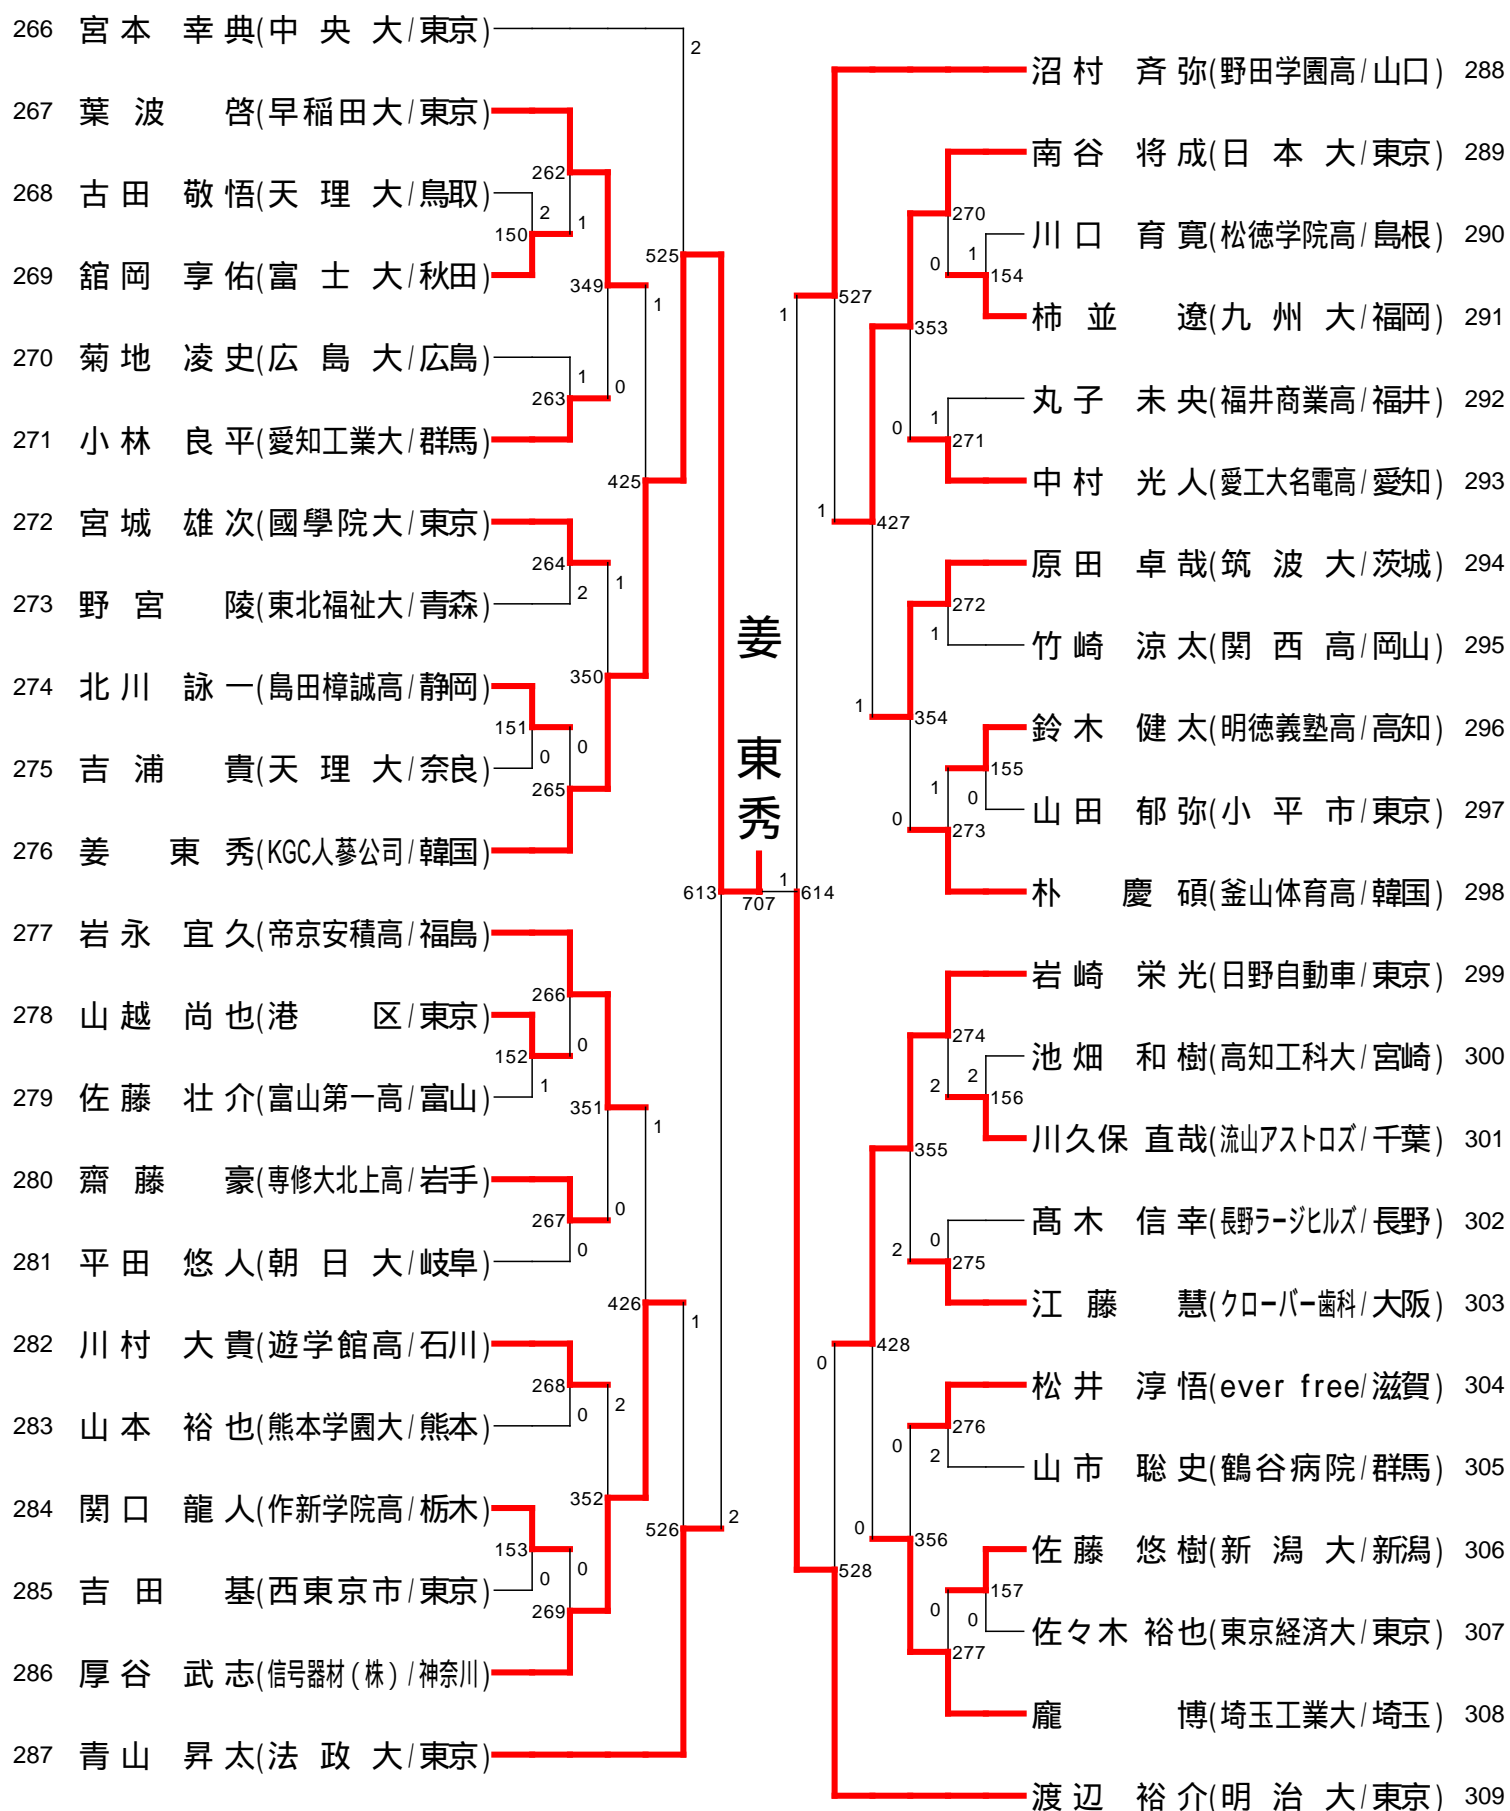 266 宮本 幸典(中央大/東京)
267 葉波 啓(早稲田大/東京)
268 古田 敬悟(天理大/鳥取)
269 舘岡 享佑(富士大/秋田)
270 菊地 凌史(広島大/広島)
271 小林 良平(愛知工業大/群馬)
272 宮城 雄次(國學院大/東京)
273 野宮 陵(東北福祉大/青森)
274 北川 詠一(島田樟誠高/静岡)
275 吉浦 貴(天理大/奈良)
276 姜 東秀(KGC人蔘公司/韓国)
277 岩永 宜久(帝京安積高/福島)
278 山越 尚也(港区/東京)
279 佐藤 壮介(富山第一高/富山)
280 齋藤 豪(専修大北上高/岩手)
281 平田 悠人(朝日大/岐阜)
282 川村 大貴(遊学館高/石川)
283 山本 裕也(熊本学園大/熊本)
284 関口 龍人(作新学院高/栃木)
285 吉田 基(西東京市/東京)
286 厚谷 武志(信号器材(株)/神奈川)
287 青山 昇太(法政大/東京)
2
262
2
150
1
525
349
1
1
263
0
425
264
2
1
350
151
0
0
265
613
266
152
0
1
351
1
267
0
0
426
1
268
0
2
352
526
2
153
0
0
269
姜 東秀
707
1
614
1
527
270
0
1
154
353
1
271
0
1
427
272
1
1
354
1
155
0
0
273
274
2
2
156
355
0
2
275
0
428
276
0
2
0
356
528
157
0
0
277
沼村 斉弥(野田学園高/山口) 288
南谷 将成(日本大/東京) 289
川口 育寛(松徳学院高/島根) 290
柿並 遼(九州大/福岡) 291
丸子 未央(福井商業高/福井) 292
中村 光人(愛工大名電高/愛知) 293
原田 卓哉(筑波大/茨城) 294
竹崎 涼太(関西高/岡山) 295
鈴木 健太(明徳義塾高/高知) 296
山田 郁弥(小平市/東京) 297
朴 慶碩(釜山体育高/韓国) 298
岩崎 栄光(日野自動車/東京) 299
池畑 和樹(高知工科大/宮崎) 300
川久保 直哉(流山アストロズ/千葉) 301
髙木 信幸(長野ラージヒルズ/長野) 302
江藤 慧(クローバー歯科/大阪) 303
松井 淳悟(ever free/滋賀) 304
山市 聡史(鶴谷病院/群馬) 305
佐藤 悠樹(新潟大/新潟) 306
佐々木 裕也(東京経済大/東京) 307
龐 博(埼玉工業大/埼玉) 308
渡辺 裕介(明治大/東京) 309